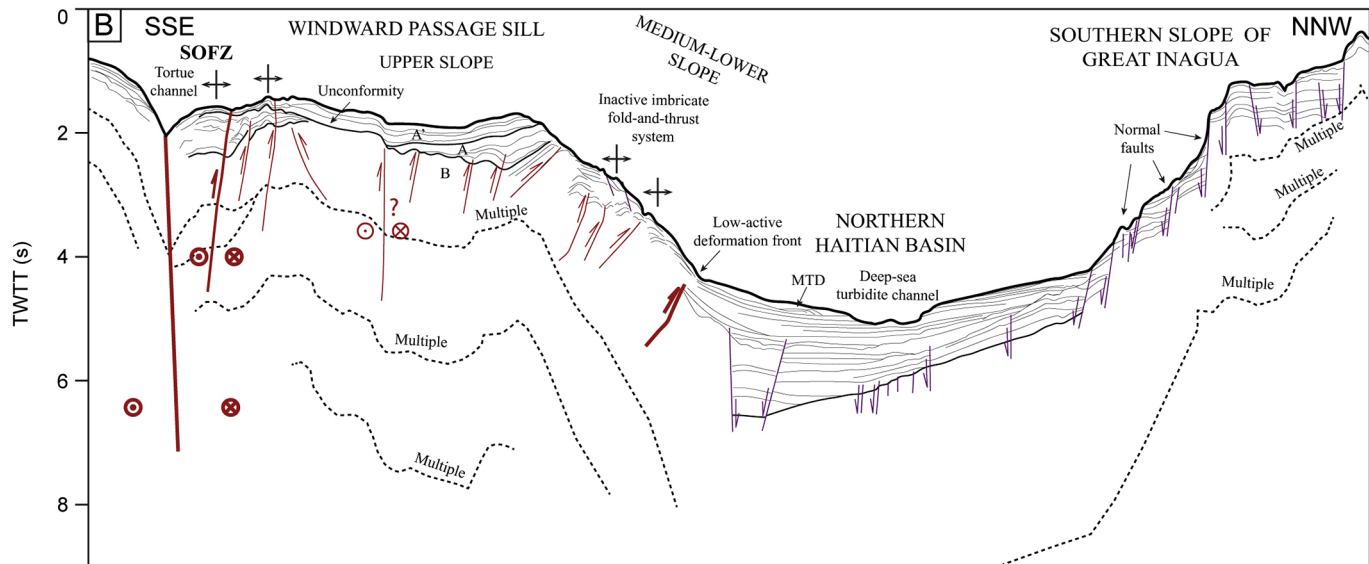 B
SSE
WINDWARD PASSAGE SILL
MEDIUM-LOWER
SLOPE
SOUTHERN SLOPE OF
GREAT INAGUA
NNW
SOFZ
UPPER SLOPE
Tortue
channel
Unconformity
Inactive imbricate
fold-and-thrust
system
A'
A
B
?
Multiple
Multiple
Multiple
Low-active
deformation front
NORTHERN
HAITIAN BASIN
MTD
Deep-sea
turbidite channel
Normal
faults
Multiple
Multiple
Multiple
TWTT (s)
0
2
4
6
8